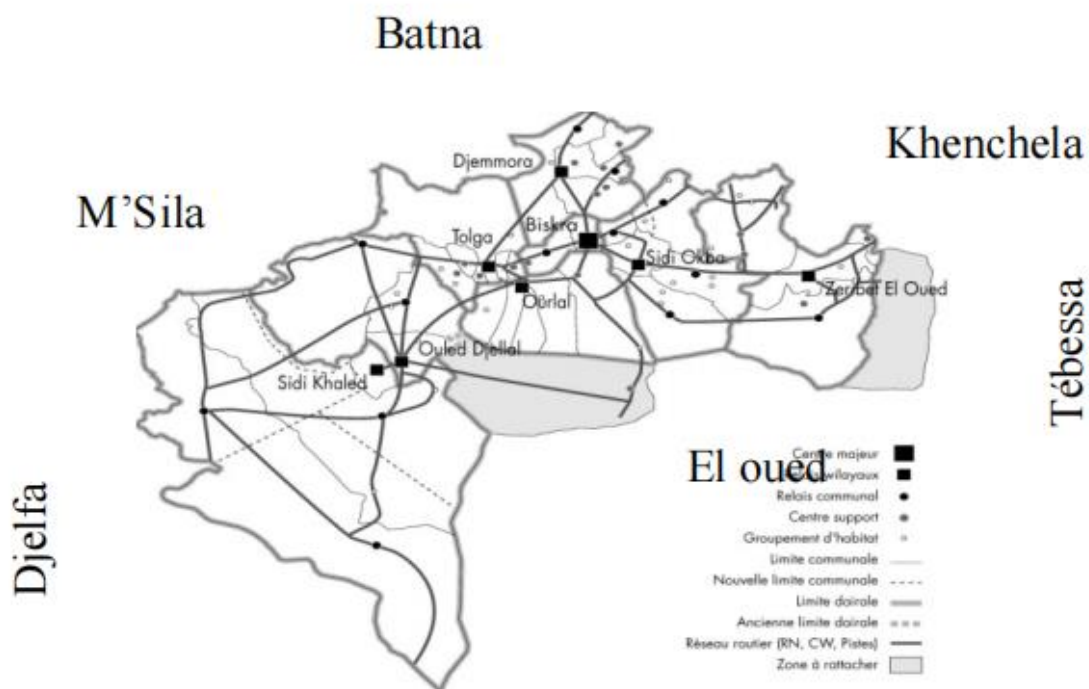 Batna
Khenchela
Djemmora
M'Sila
Biskra
Tolga
Sidi Okba
Zeribet El Oued
Oûrlal
Ouled Djellal
Sidi Khaled
Tébessa
Djelfa
El oued
Centre majeur
wilayaux
Relais communal
Centre support
Groupement d'habitat
Limite communale
Nouvelle limite communale
Limite dairale
Ancienne limite dairale
Réseau routier (RN, CW, Pistes)
Zone à rattacher